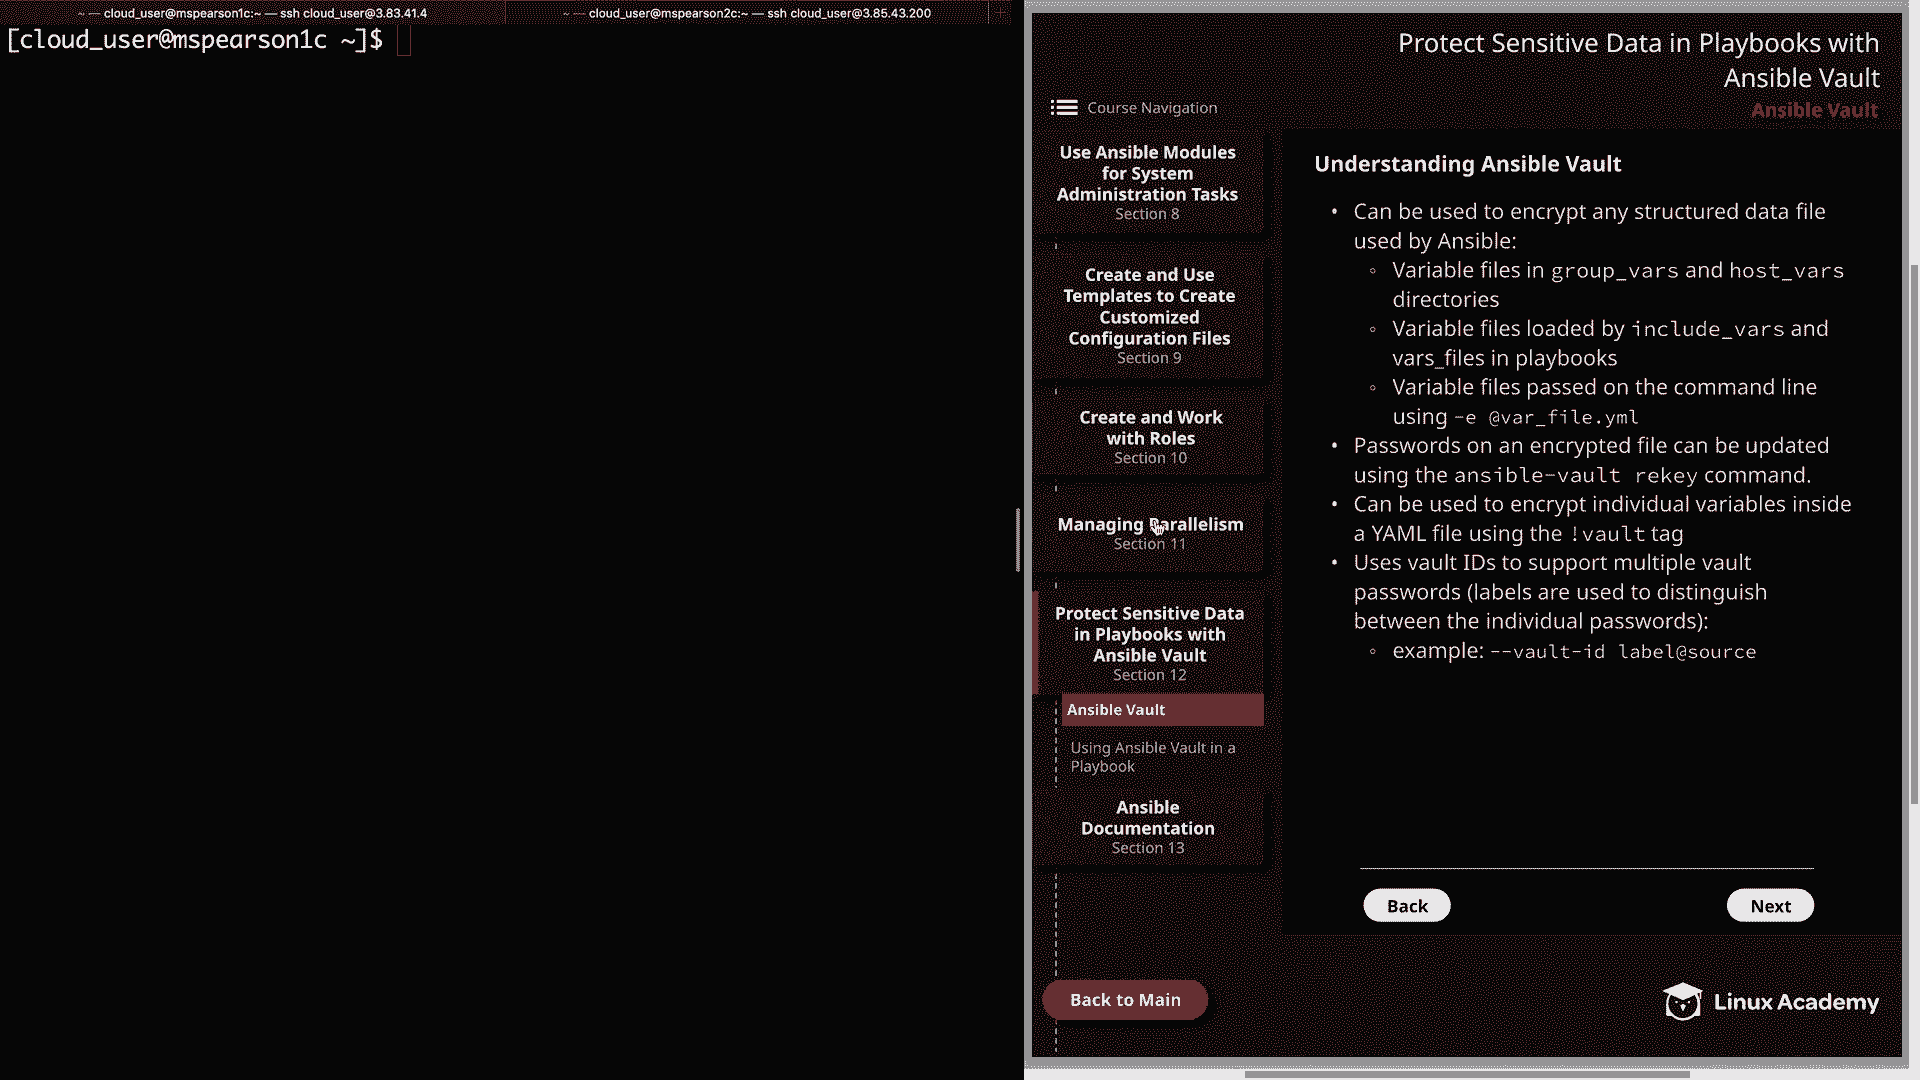 ~ — cloud_user@mspearson1c:~ — ssh cloud_user@3.83.41.4
~ — cloud_user@mspearson2c:~ — ssh cloud_user@3.85.43.200
[cloud_user@mspearson1c ~]$
Protect Sensitive Data in Playbooks with
Ansible Vault
Ansible Vault
Course Navigation
Use Ansible Modules
for System
Administration Tasks
Section 8
Create and Use
Templates to Create
Customized
Configuration Files
Section 9
Create and Work
with Roles
Section 10
Managing Parallelism
Section 11
Protect Sensitive Data
in Playbooks with
Ansible Vault
Section 12
Ansible Vault
Using Ansible Vault in a
Playbook
Ansible
Documentation
Section 13
Back to Main
Understanding Ansible Vault
• Can be used to encrypt any structured data file
used by Ansible:
◦ Variable files in group_vars and host_vars
directories
◦ Variable files loaded by include_vars and
vars_files in playbooks
◦ Variable files passed on the command line
using -e @var_file.yml
• Passwords on an encrypted file can be updated
using the ansible-vault rekey command.
• Can be used to encrypt individual variables inside
a YAML file using the !vault tag
• Uses vault IDs to support multiple vault
passwords (labels are used to distinguish
between the individual passwords):
◦ example: --vault-id label@source
Back
Next
Linux Academy